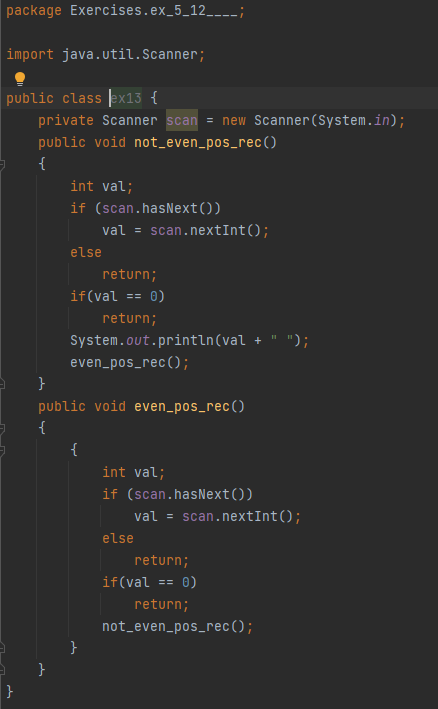 package Exercises.ex_5_12____;
import java.util.Scanner;
public class ex13 {
    private Scanner scan = new Scanner(System.in);
    public void not_even_pos_rec()
    {
        int val;
        if (scan.hasNext())
            val = scan.nextInt();
        else
            return;
        if(val == 0)
            return;
        System.out.println(val + " ");
        even_pos_rec();
    }
    public void even_pos_rec()
    {
        {
            int val;
            if (scan.hasNext())
                val = scan.nextInt();
            else
                return;
            if(val == 0)
                return;
            not_even_pos_rec();
        }
    }
}